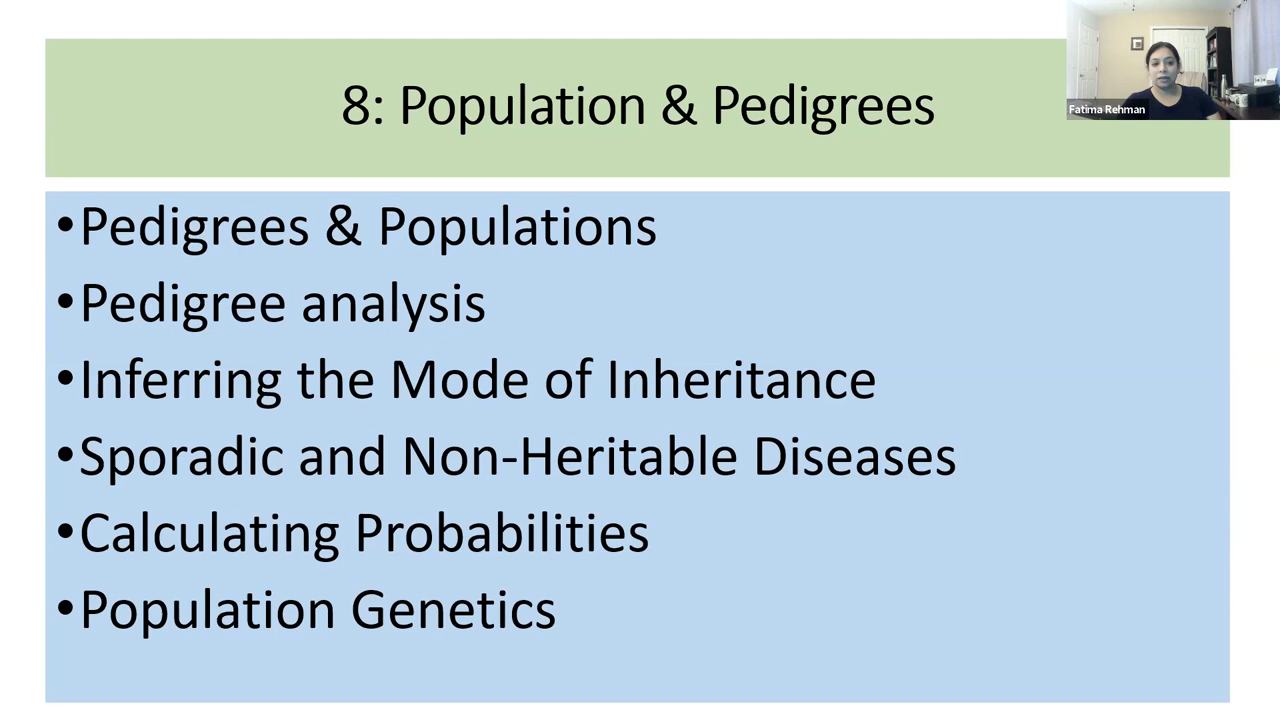 8: Population & Pedigrees
Fatima Rehman
•Pedigrees & Populations
•Pedigree analysis
•Inferring the Mode of Inheritance
•Sporadic and Non-Heritable Diseases
•Calculating Probabilities
•Population Genetics